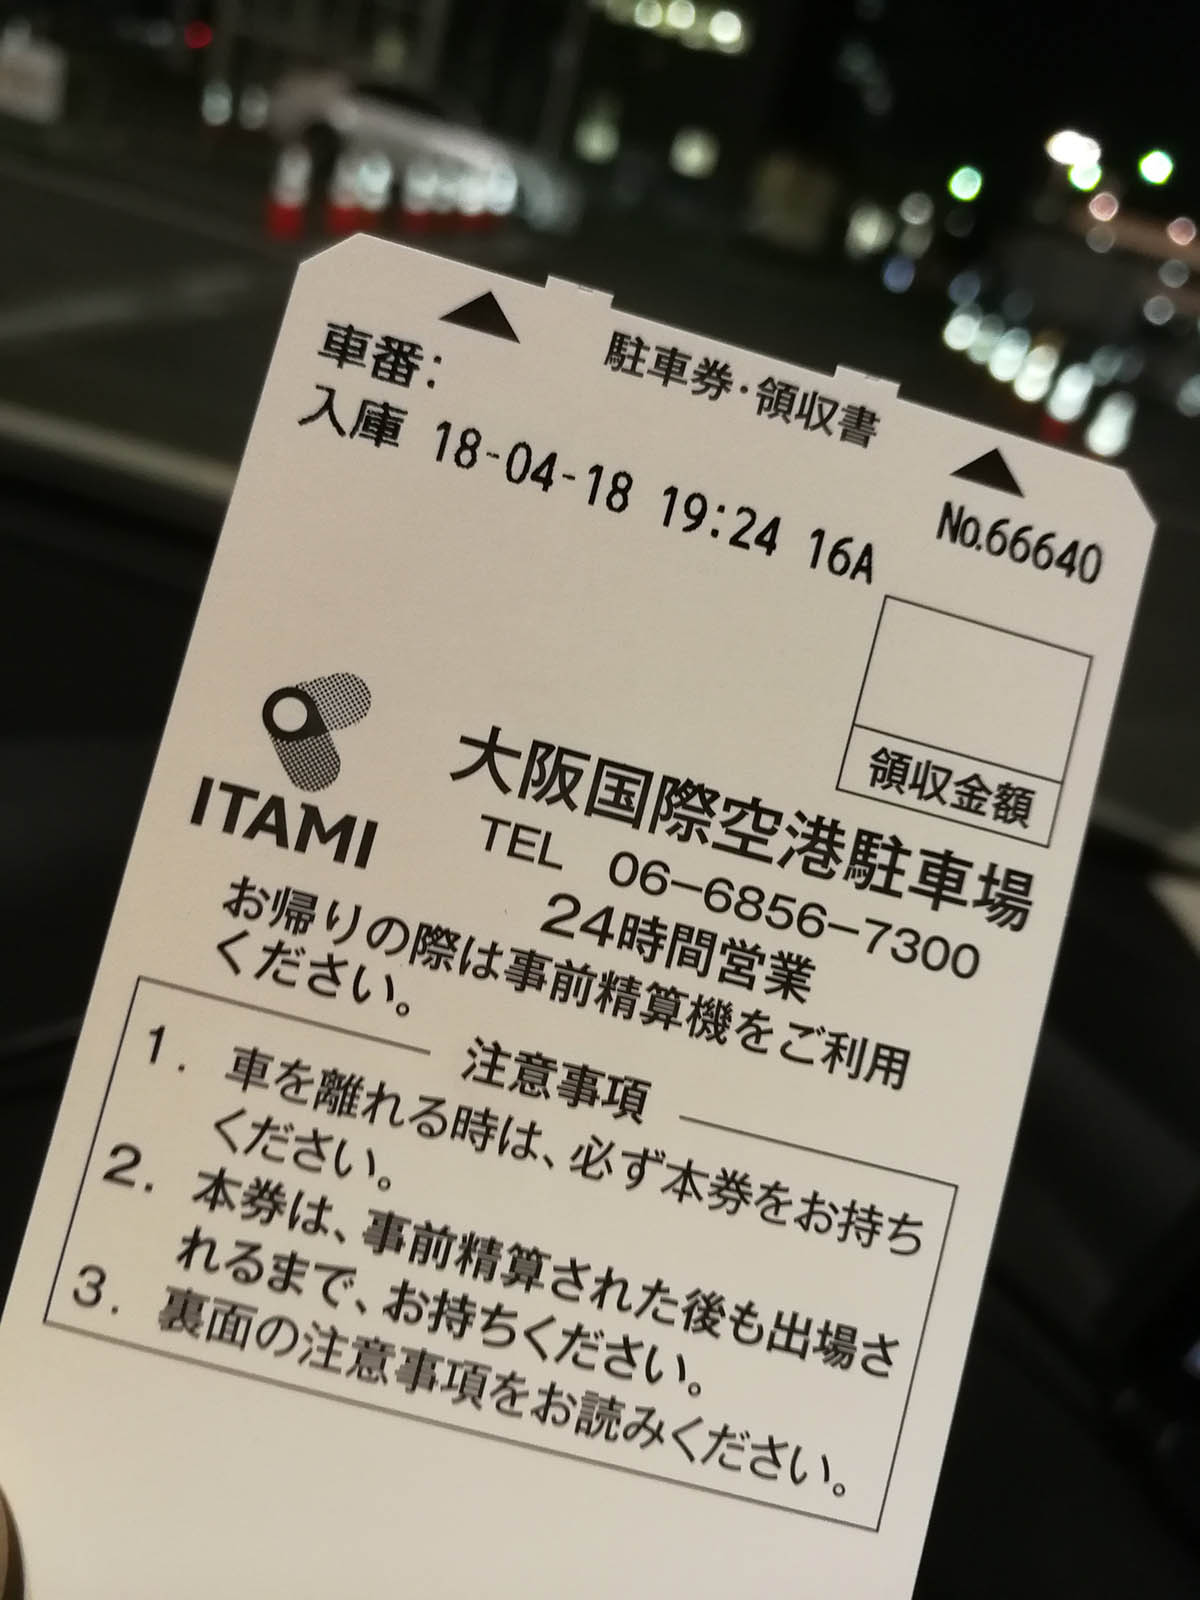 駐車券・領収書
車番：
No.66640
入庫 18-04-18 19:24 16A
領収金額
ITAMI
大阪国際空港駐車場
TEL 06-6856-7300
24時間営業
お帰りの際は事前精算機をご利用
ください。
注意事項
1. 車を離れる時は、必ず本券をお持ち
ください。
2. 本券は、事前精算された後も出場さ
れるまで、お持ちください。
3. 裏面の注意事項をお読みください。